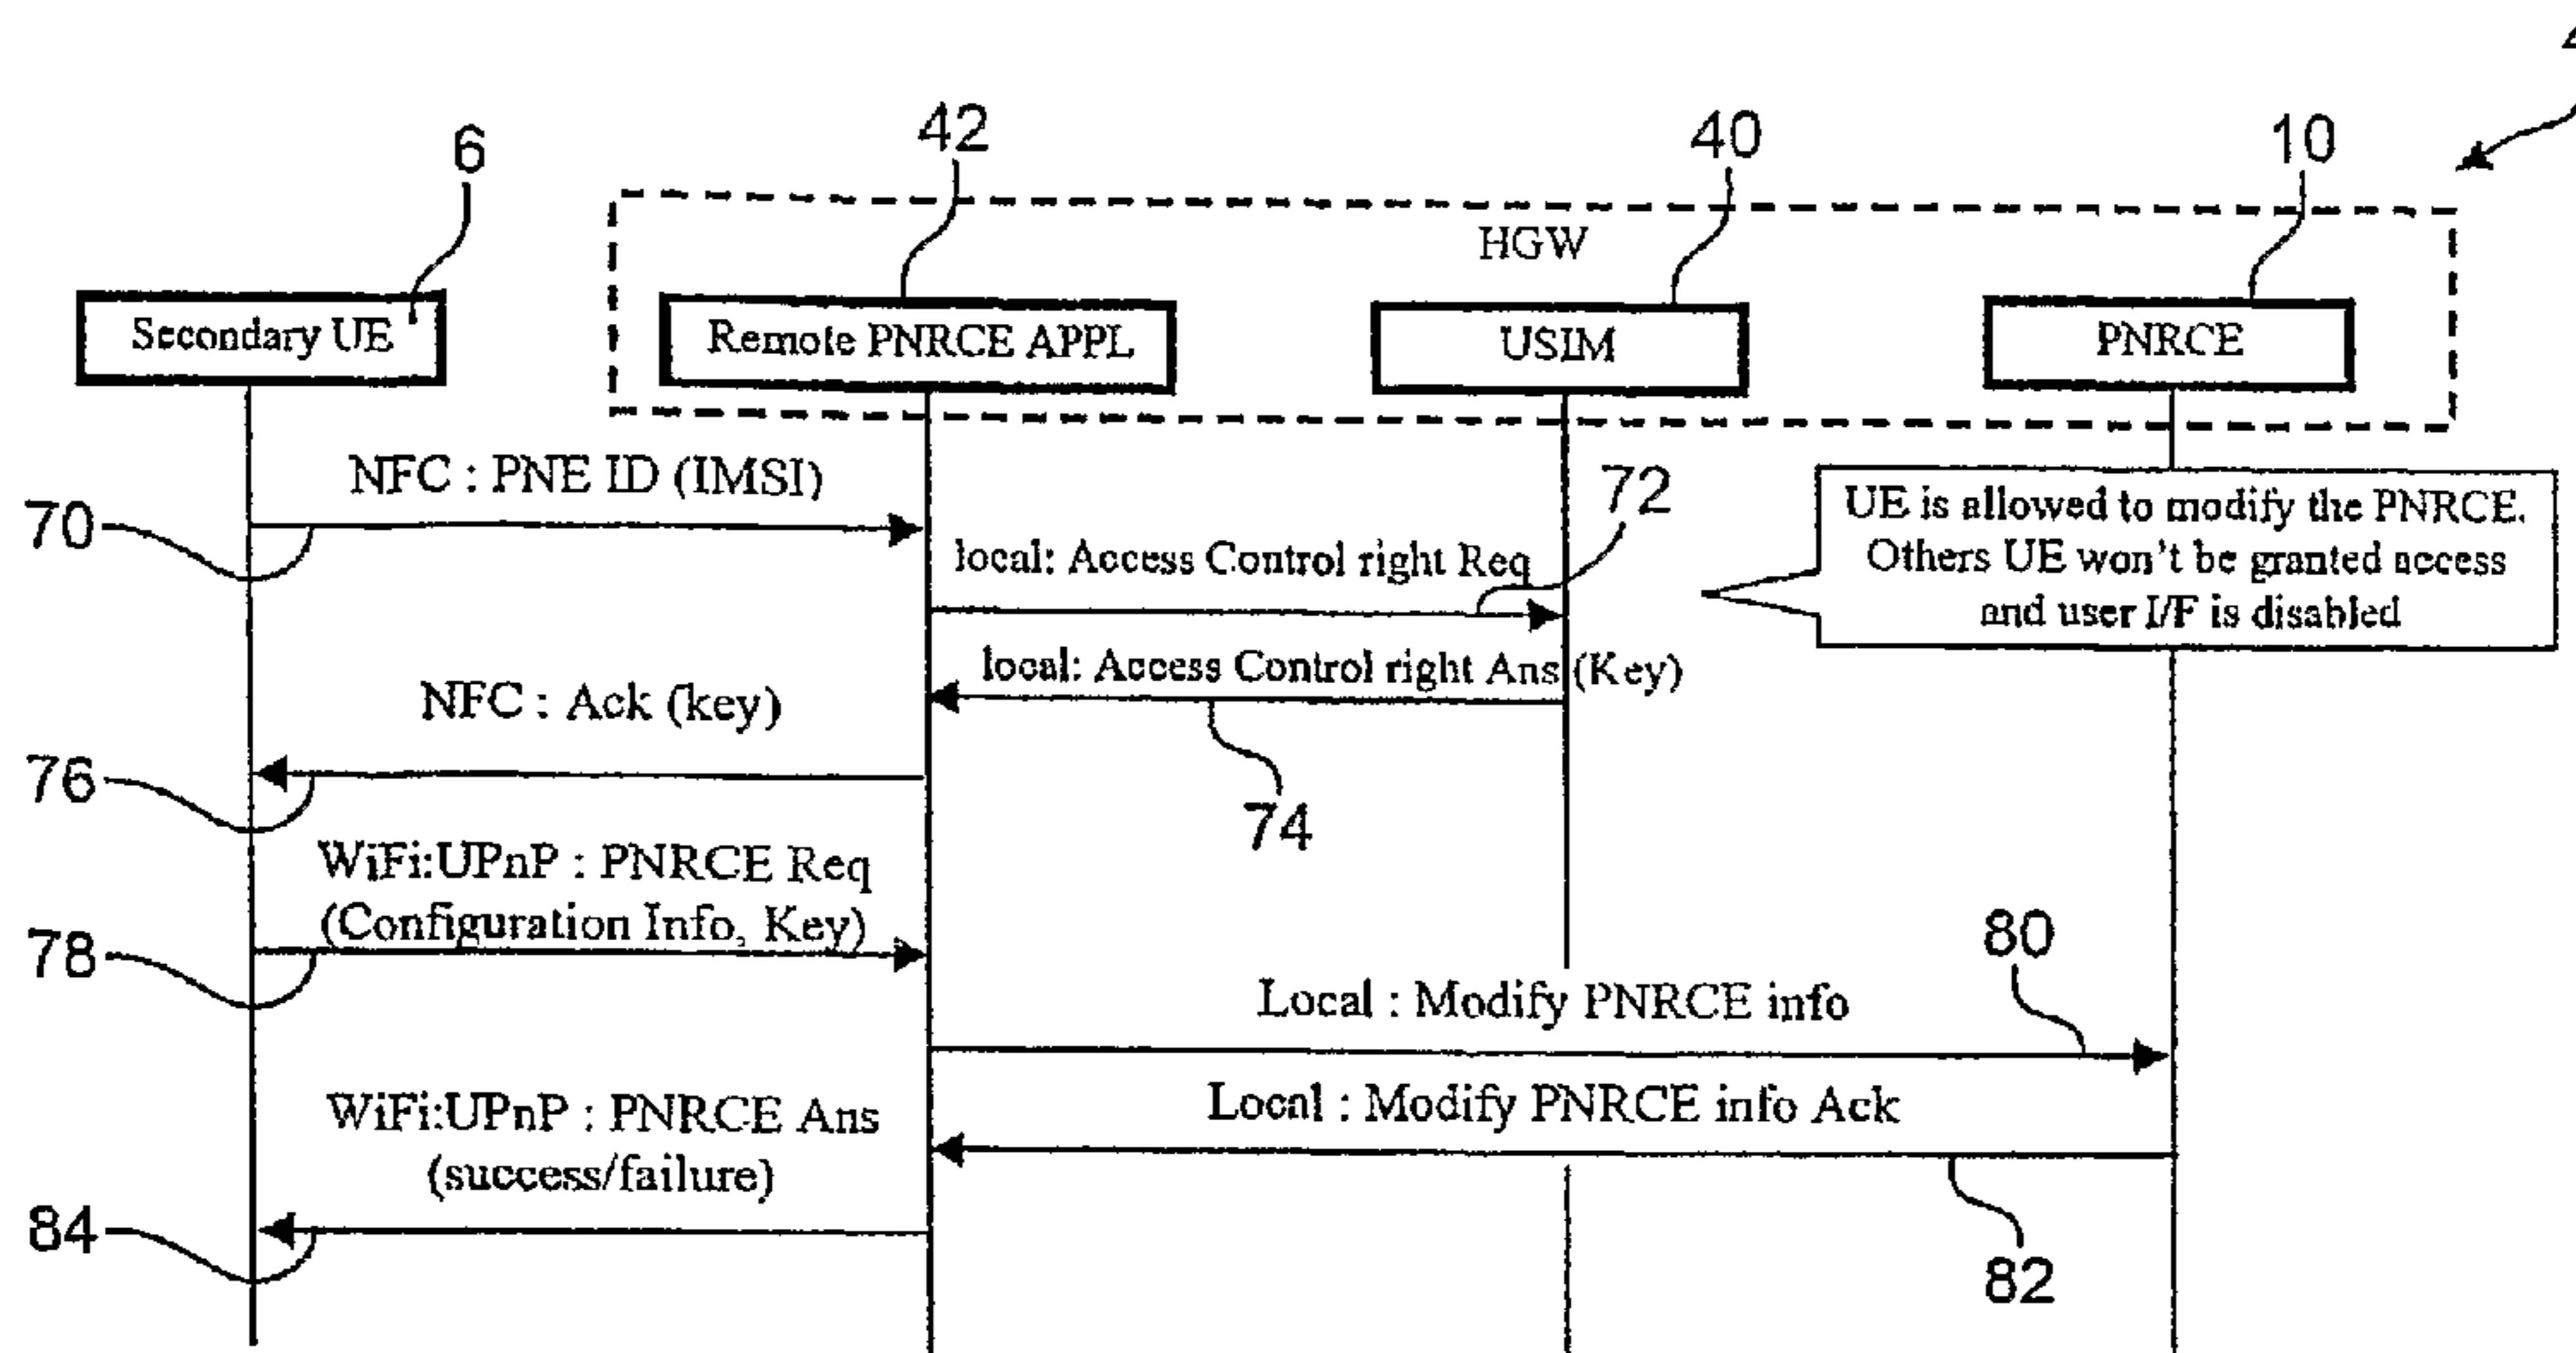 42
40
10
6
HGW
Secondary UE
Remote PNRCE APPL
USIM
PNRCE
NFC : PNE ID (IMSI)
70
72
UE is allowed to modify the PNRCE.
Others UE won't be granted access
and user I/F is disabled
local: Access Control right Req
local: Access Control right Ans (Key)
74
NFC : Ack (key)
76
WiFi:UPnP : PNRCE Req
(Configuration Info, Key)
78
80
Local : Modify PNRCE info
Local : Modify PNRCE info Ack
82
WiFi:UPnP : PNRCE Ans
(success/failure)
84